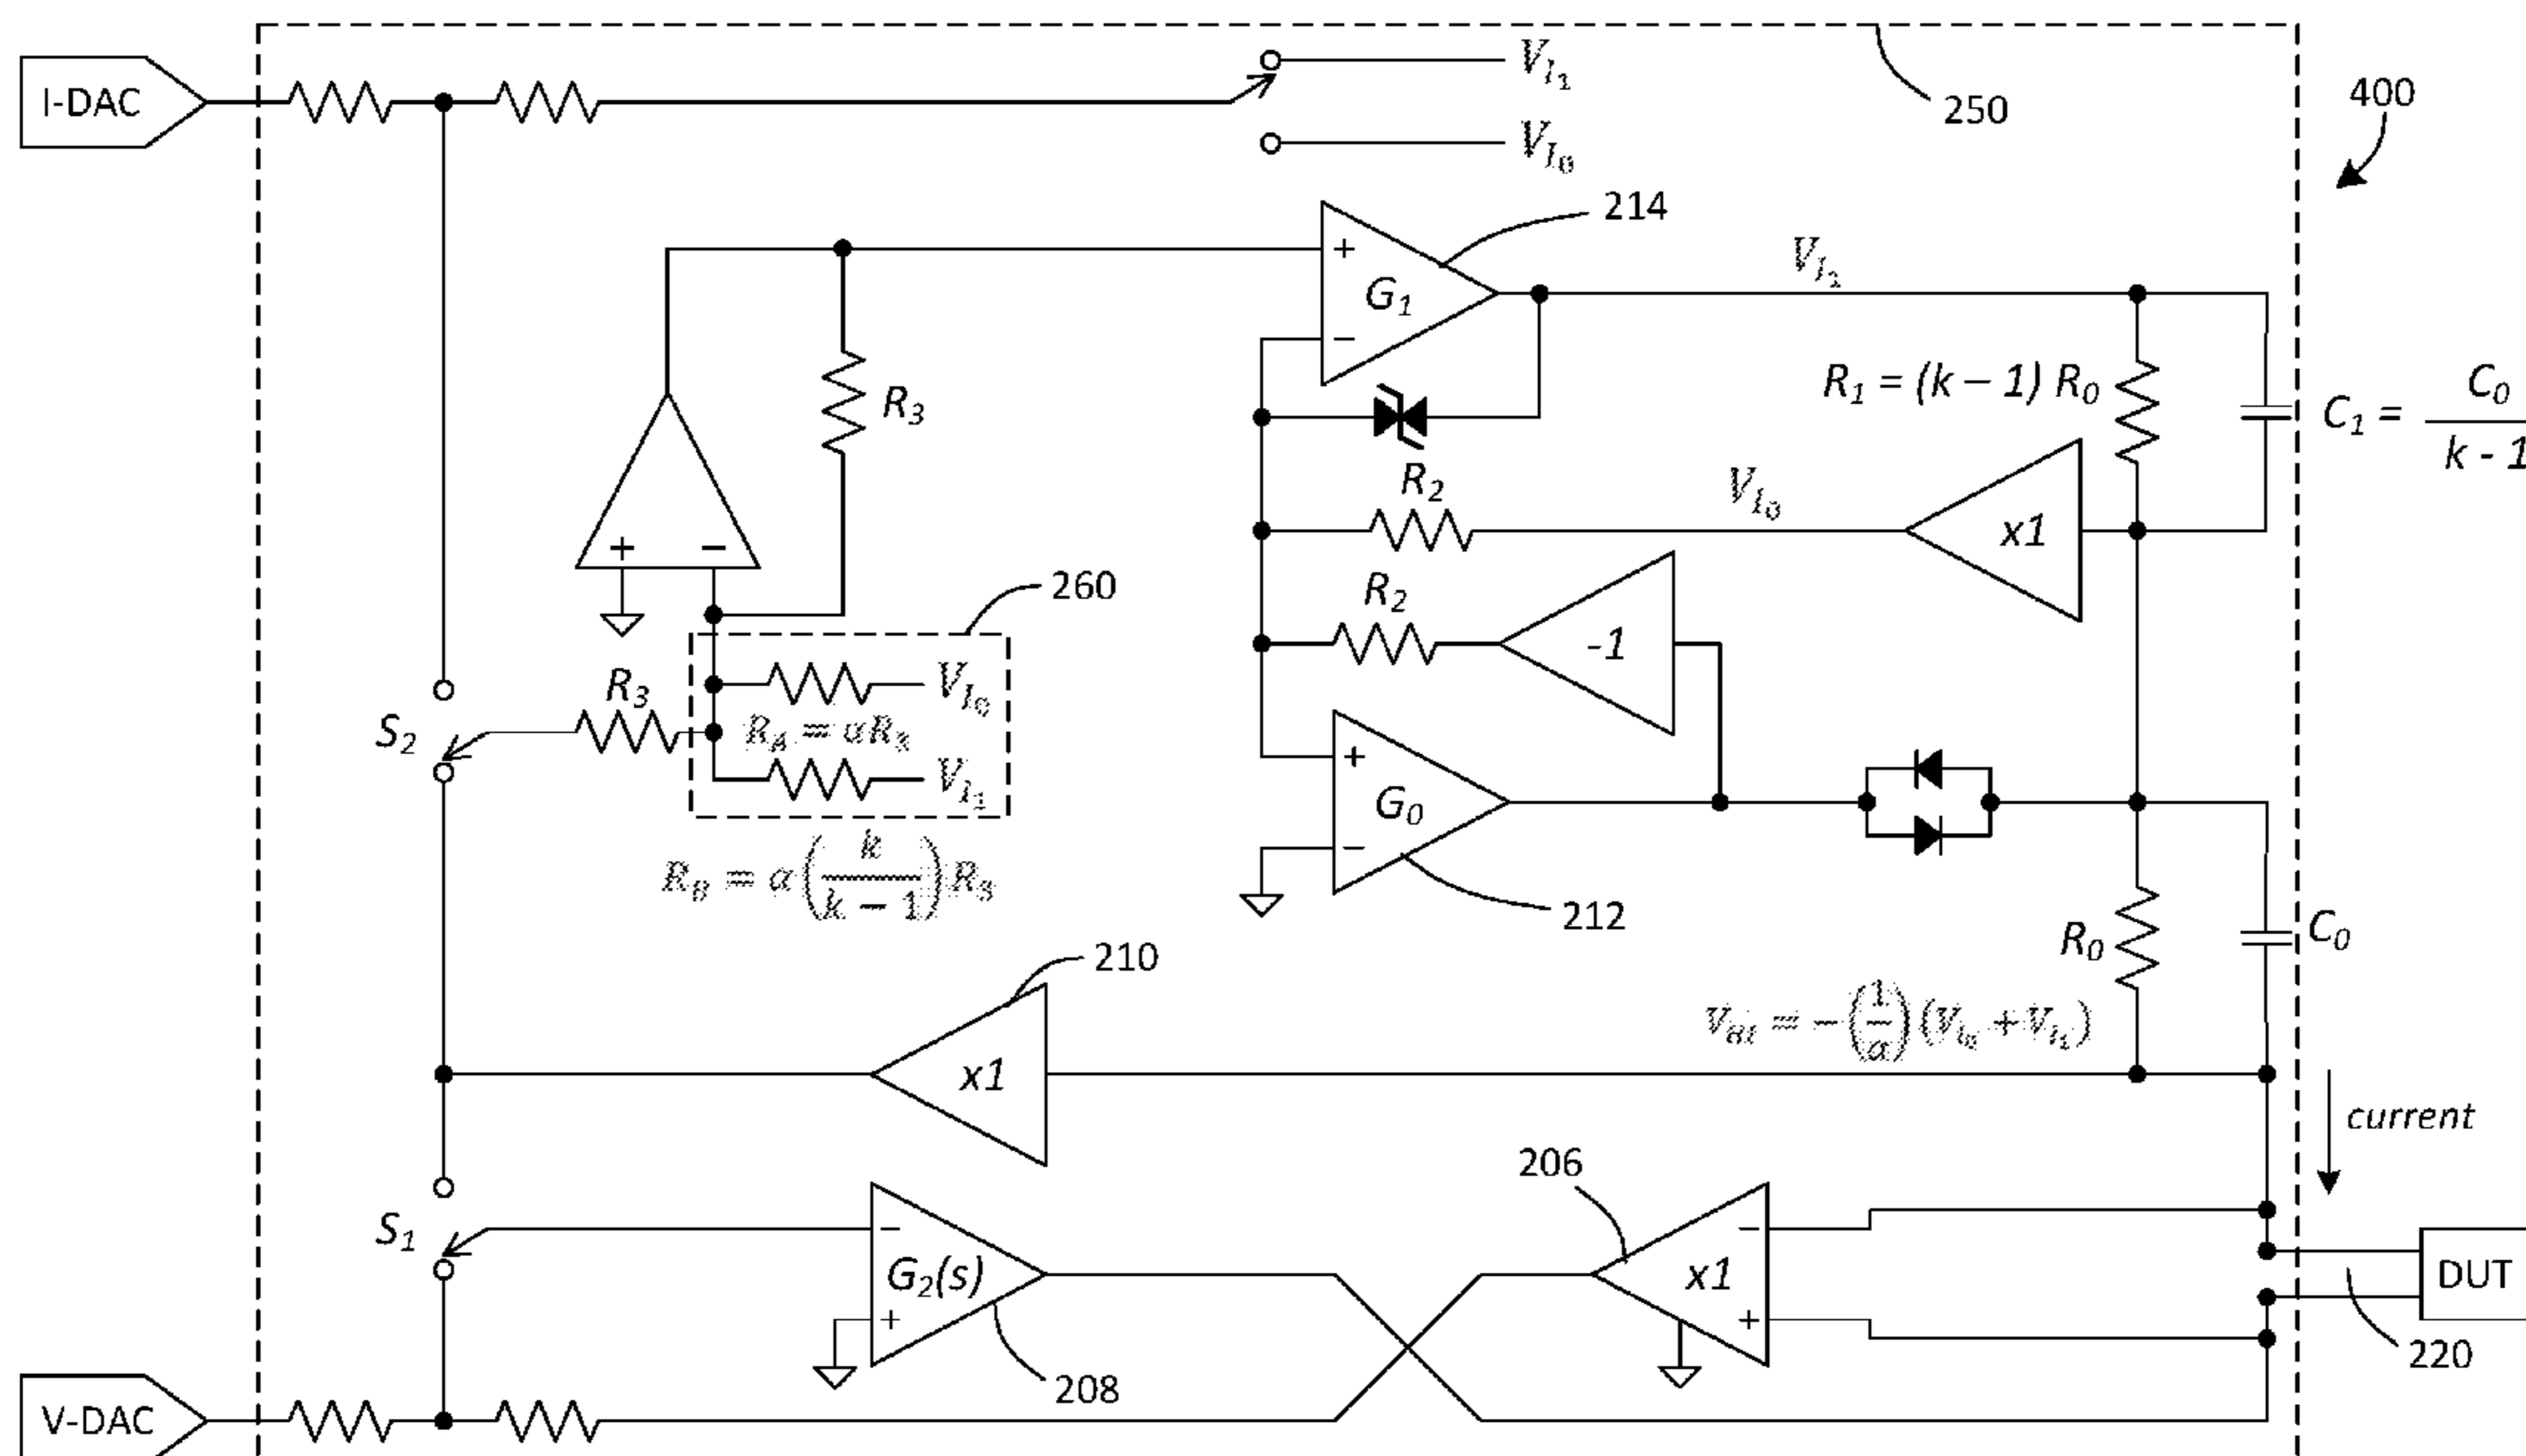 I-DAC
V_{I_1}
V_{I_0}
250
400
214
+
G_1
−
V_{I_1}
R_1 = (k – 1) R_0
C_1 = C_0 / k - 1
R_3
R_2
V_{I_0}
x1
+ −
260
R_2
-1
S_2
R_3
V_{I_0}
R_A = αR_3
V_{I_1}
+
G_0
−
R_B = α(k / k − 1)R_3
212
R_0
C_0
210
x1
V_{BI} = −(1/α)(V_{I_0} + V_{I_1})
current
206
S_1
−
G_2(s)
+
−
x1
+
DUT
208
220
V-DAC